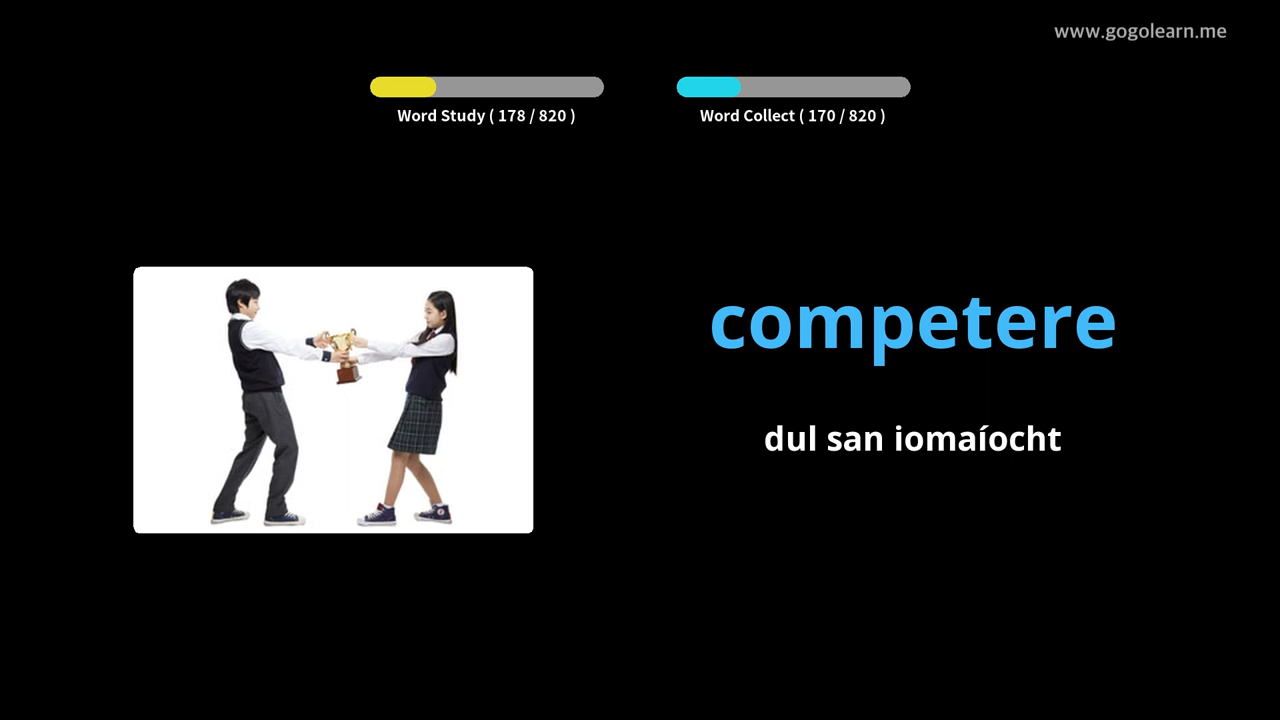 www.gogolearn.me
Word Study ( 178 / 820 )
Word Collect ( 170 / 820 )
competere
dul san iomaíocht